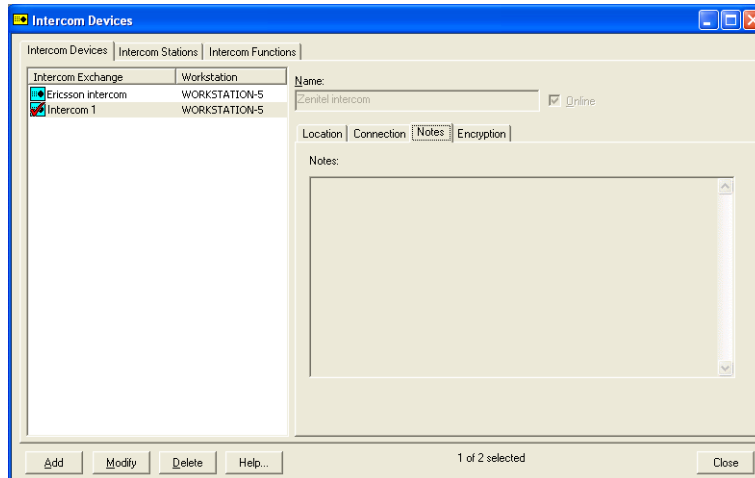 Intercom Devices
Intercom Devices Intercom Stations Intercom Functions
Intercom Exchange Workstation
Ericsson intercom WORKSTATION-5
Intercom 1 WORKSTATION-5
Name:
Zenitel intercom Online
Location Connection Notes Encryption
Notes:
Add Modify Delete Help... 1 of 2 selected Close